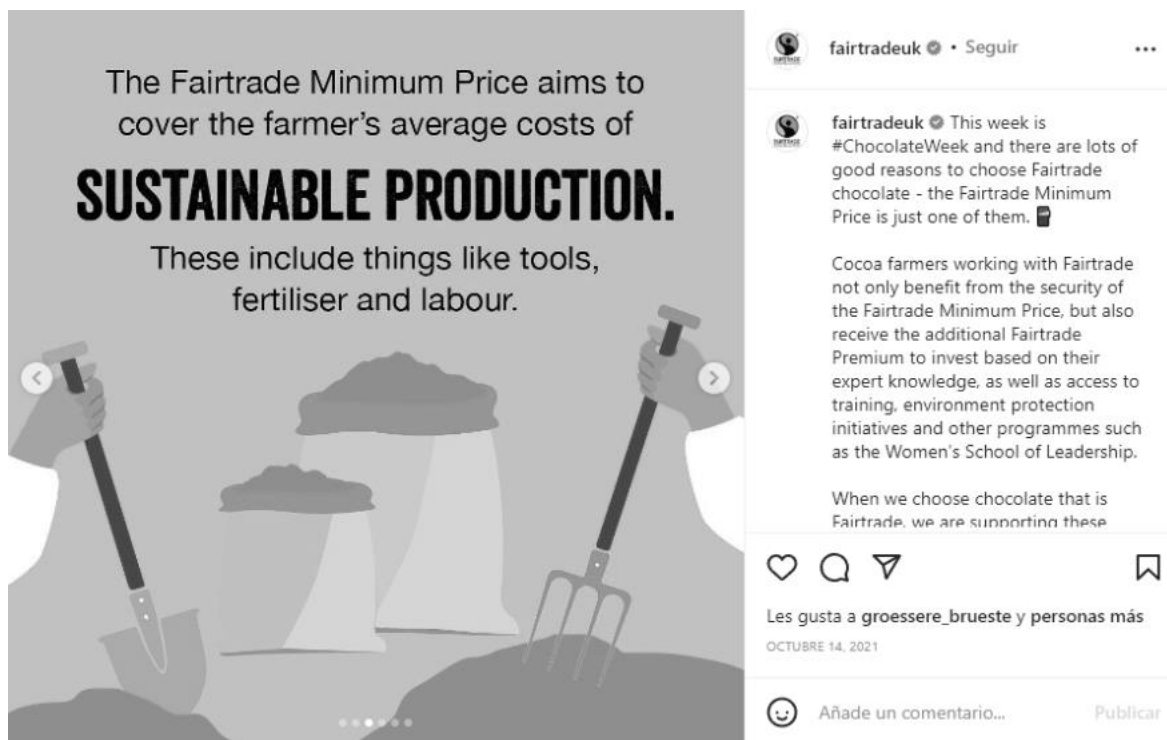 The Fairtrade Minimum Price aims to
cover the farmer's average costs of
SUSTAINABLE PRODUCTION.
These include things like tools,
fertiliser and labour.
fairtradeuk • Seguir
fairtradeuk This week is
#ChocolateWeek and there are lots of
good reasons to choose Fairtrade
chocolate - the Fairtrade Minimum
Price is just one of them.
Cocoa farmers working with Fairtrade
not only benefit from the security of
the Fairtrade Minimum Price, but also
receive the additional Fairtrade
Premium to invest based on their
expert knowledge, as well as access to
training, environment protection
initiatives and other programmes such
as the Women's School of Leadership.
When we choose chocolate that is
Fairtrade, we are supporting these
Les gusta a groessere_brueste y personas más
OCTUBRE 14, 2021
Añade un comentario...
Publicar